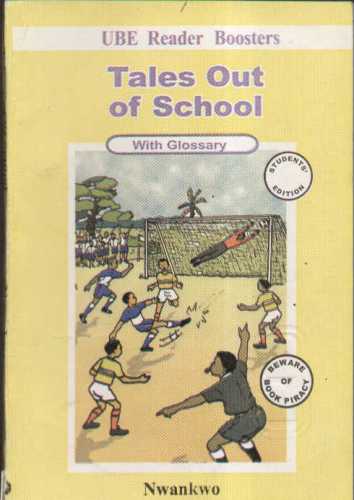 UBE Reader Boosters
Tales Out
of School
With Glossary
STUDENTS'
EDITION
BEWARE
OF
BOOK PIRACY
Nwankwo